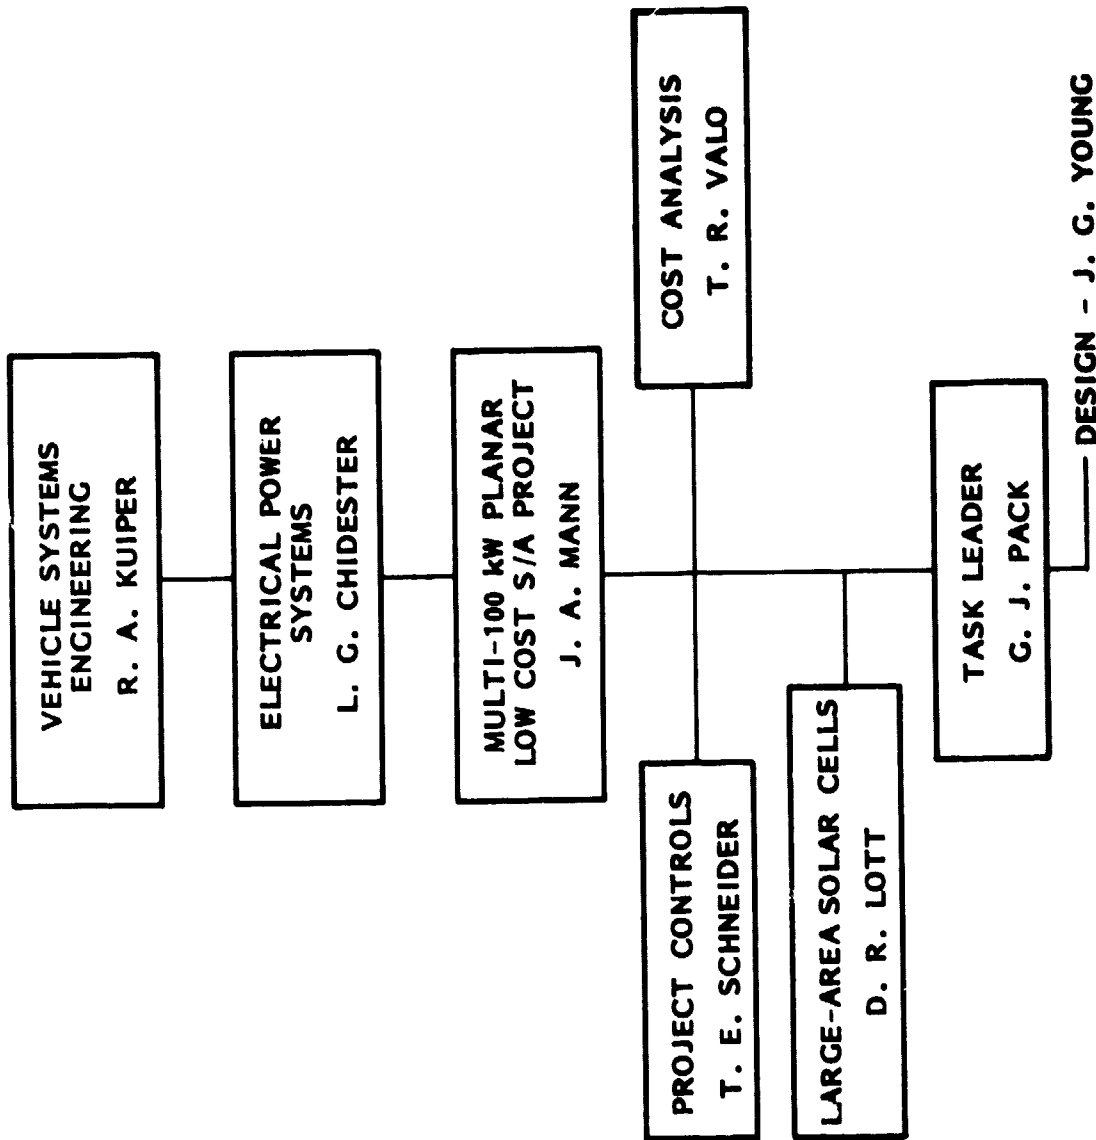 VEHICLE SYSTEMS
ENGINEERING
R. A. KUIPER
ELECTRICAL POWER
SYSTEMS
L. G. CHIDESTER
MULTI-100 kW PLANAR
LOW COST S/A PROJECT
J. A. MANN
PROJECT CONTROLS
T. E. SCHNEIDER
COST ANALYSIS
T. R. VALO
LARGE-AREA SOLAR CELLS
D. R. LOTT
TASK LEADER
G. J. PACK
DESIGN - J. G. YOUNG